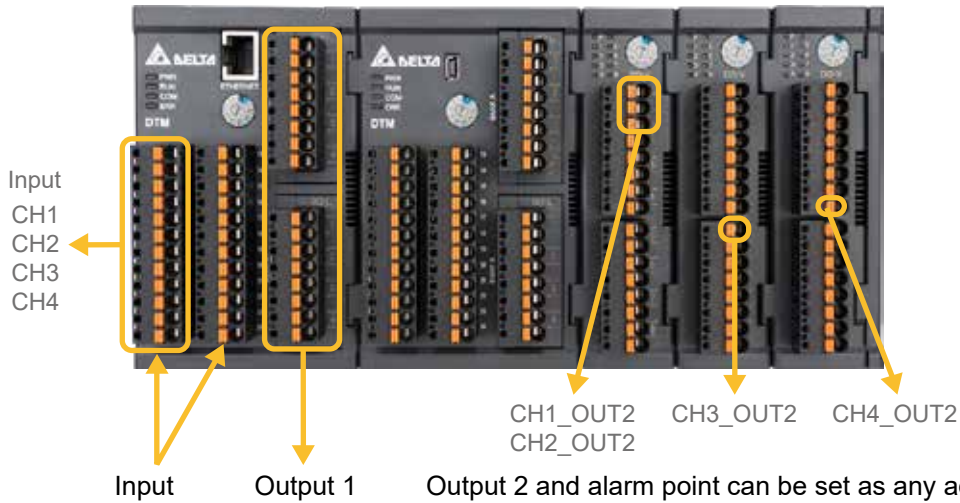 DELTA
ETHERNET
DTM
DELTA
DTM
Input
CH1
CH2
CH3
CH4
CH1_OUT2
CH2_OUT2
CH3_OUT2
CH4_OUT2
Input
Output 1
Output 2 and alarm point can be set as any